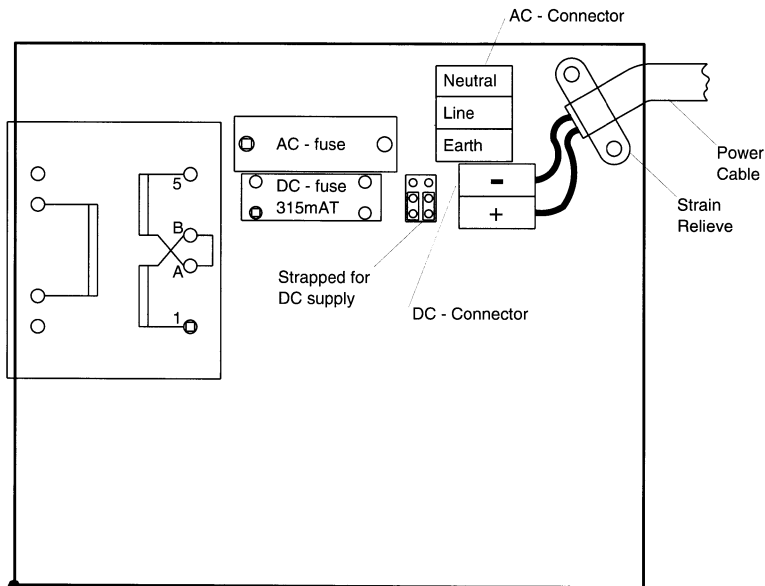 AC - Connector
Neutral
Line
Earth
AC - fuse
DC - fuse
315mAT
-
+
Power
Cable
Strain
Relieve
5
B
A
1
Strapped for
DC supply
DC - Connector